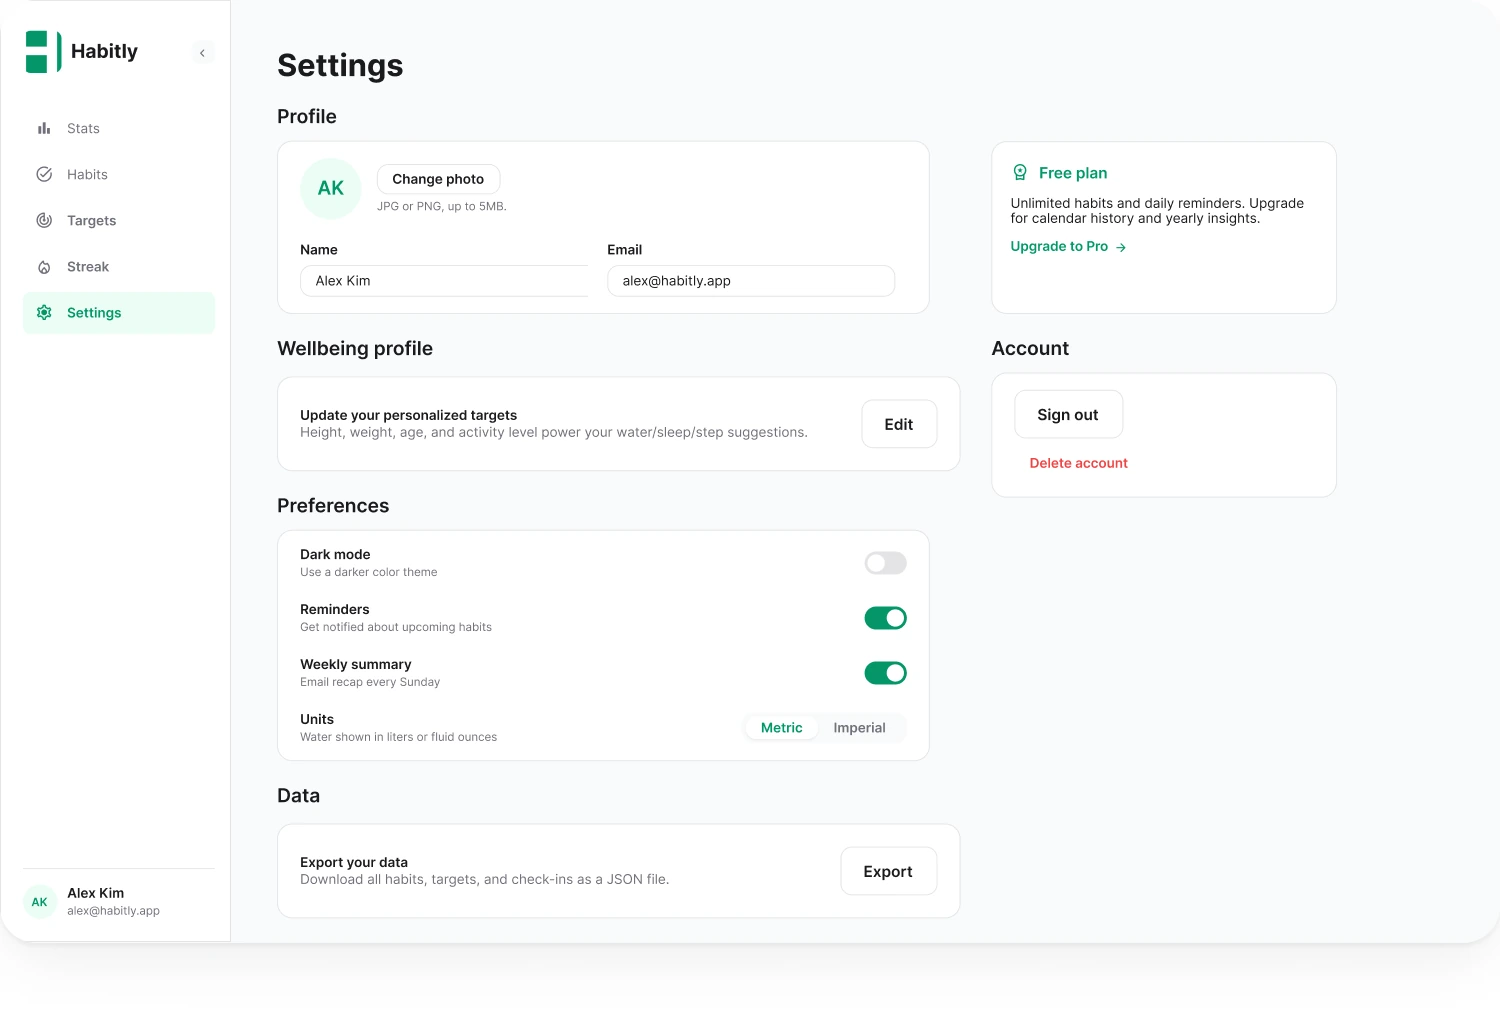 Habitly
Stats
Habits
Targets
Streak
Settings
AK
Alex Kim
alex@habitly.app
Settings
Profile
AK
Change photo
JPG or PNG, up to 5MB.
Name
Alex Kim
Email
alex@habitly.app
Free plan
Unlimited habits and daily reminders. Upgrade
for calendar history and yearly insights.
Upgrade to Pro →
Wellbeing profile
Update your personalized targets
Height, weight, age, and activity level power your water/sleep/step suggestions.
Edit
Account
Sign out
Delete account
Preferences
Dark mode
Use a darker color theme
Reminders
Get notified about upcoming habits
Weekly summary
Email recap every Sunday
Units
Water shown in liters or fluid ounces
Metric
Imperial
Data
Export your data
Download all habits, targets, and check-ins as a JSON file.
Export